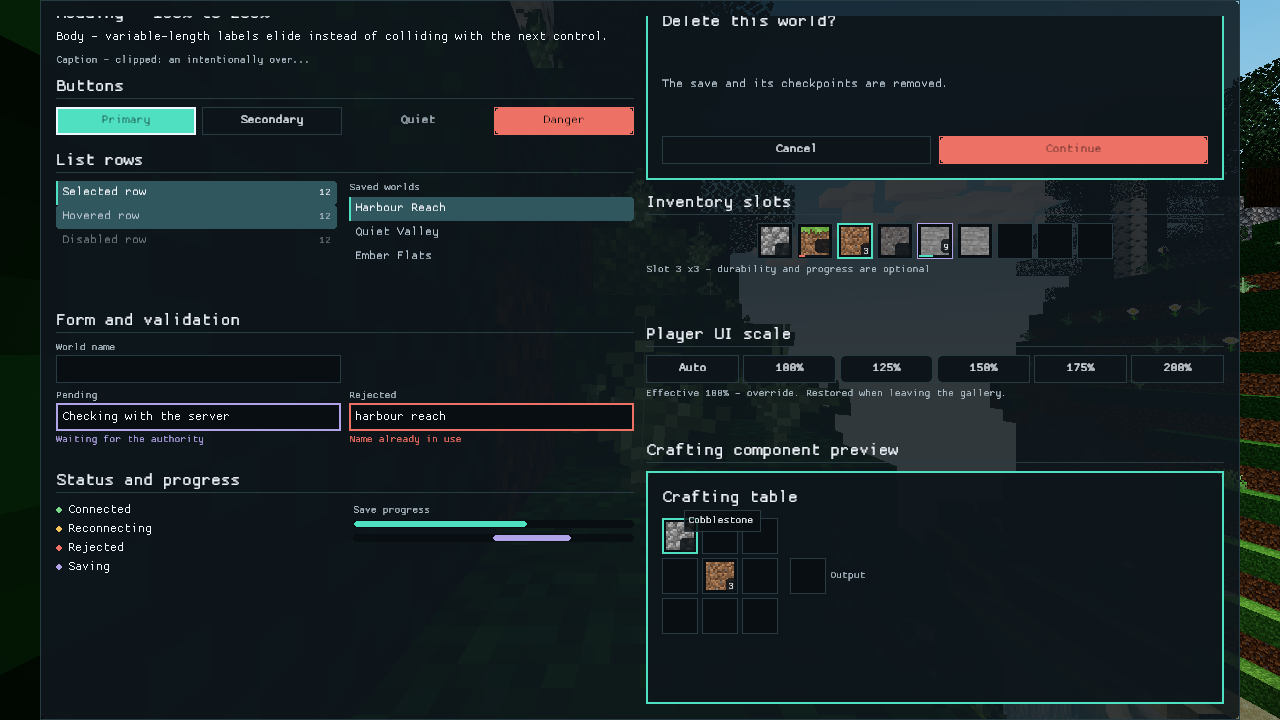 Body – variable-length labels elide instead of colliding with the next control.
Caption – clipped: an intentionally over...
Buttons
Primary
Secondary
Quiet
Danger
List rows
Selected row 12
Hovered row 12
Disabled row 12
Saved worlds
Harbour Reach
Quiet Valley
Ember Flats
Form and validation
World name
Pending
Checking with the server
Waiting for the authority
Rejected
harbour reach
Name already in use
Status and progress
Connected
Reconnecting
Rejected
Saving
Save progress
Delete this world?
The save and its checkpoints are removed.
Cancel
Continue
Inventory slots
3
9
Slot 3 x3 – durability and progress are optional
Player UI scale
Auto
100%
125%
150%
175%
200%
Effective 100% – override. Restored when leaving the gallery.
Crafting component preview
Crafting table
Cobblestone
3
Output